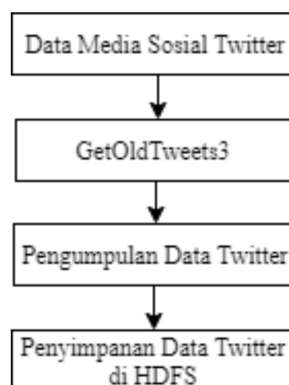 Data Media Sosial Twitter
GetOldTweets3
Pengumpulan Data Twitter
Penyimpanan Data Twitter
di HDFS